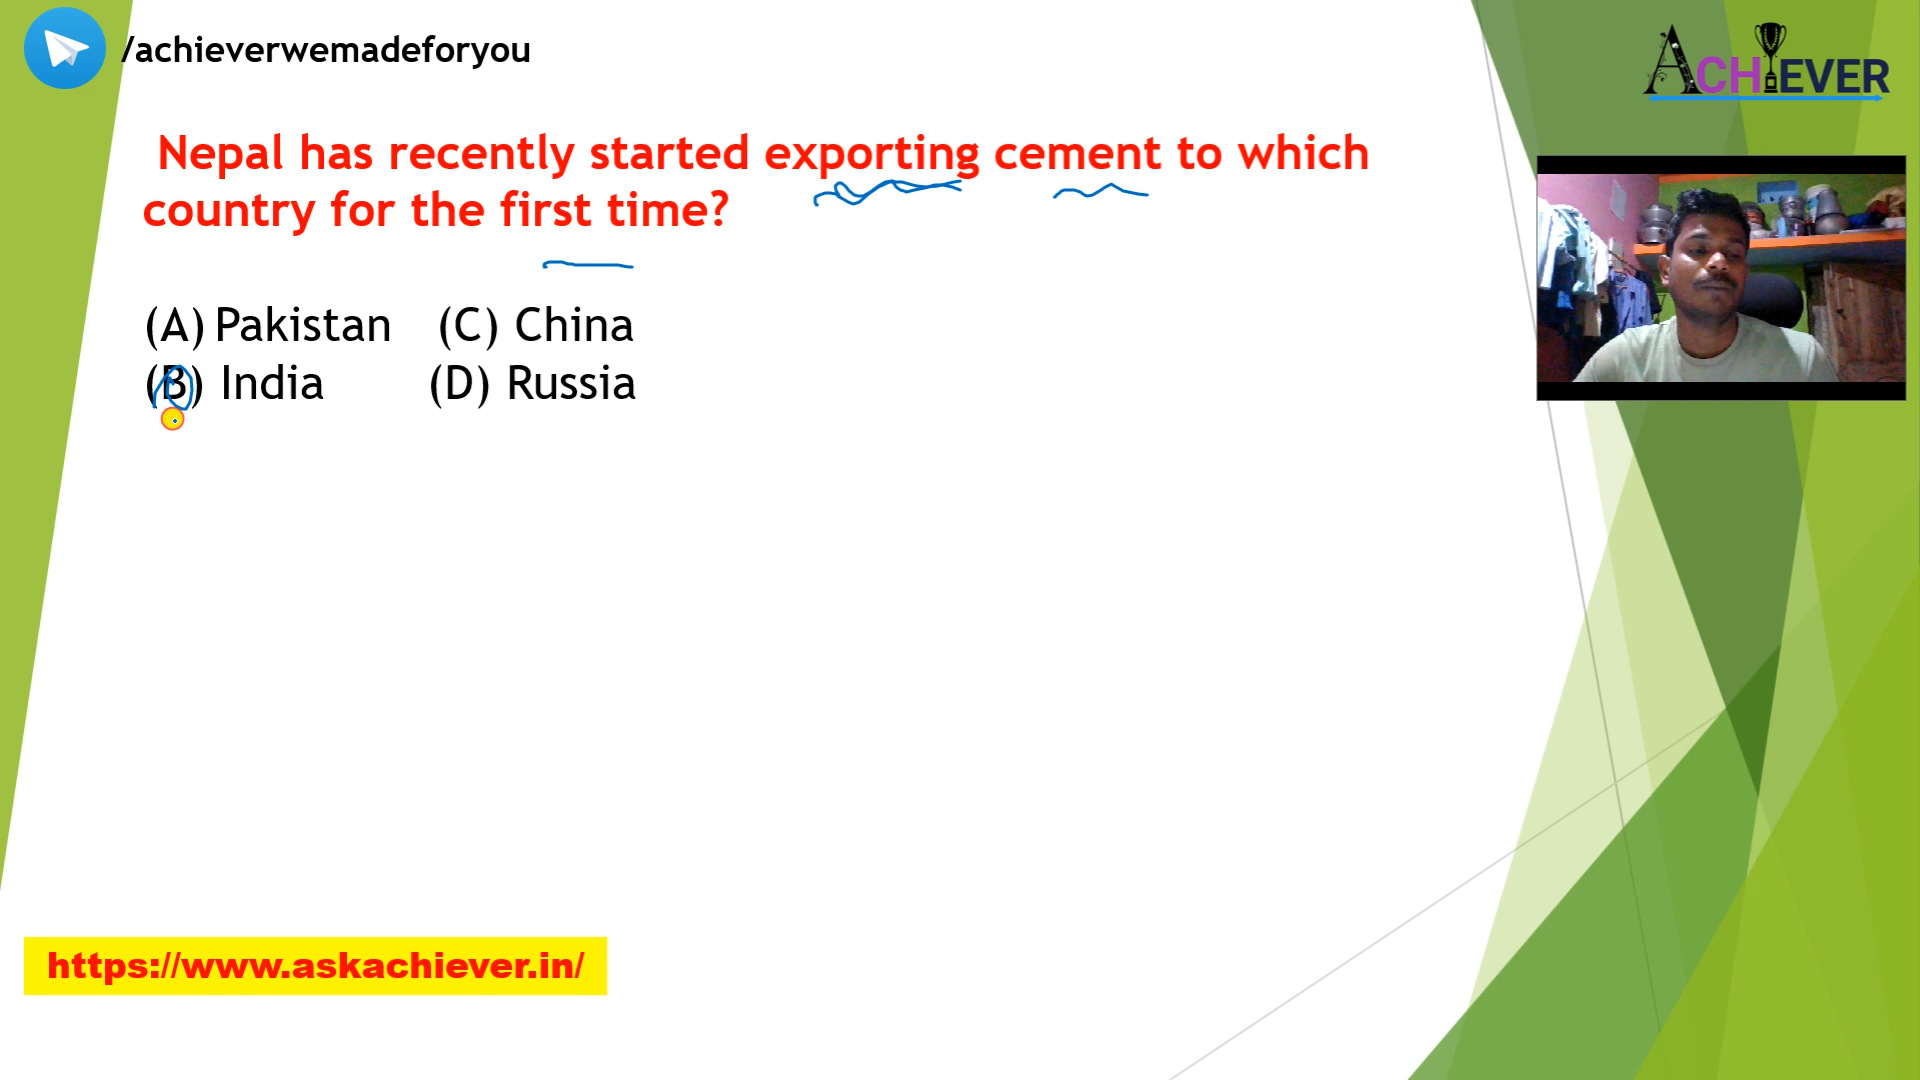 /achieverwemadeforyou
ACHIEVER
Nepal has recently started exporting cement to which
country for the first time?
(A) Pakistan (C) China
(B) India (D) Russia
https://www.askachiever.in/